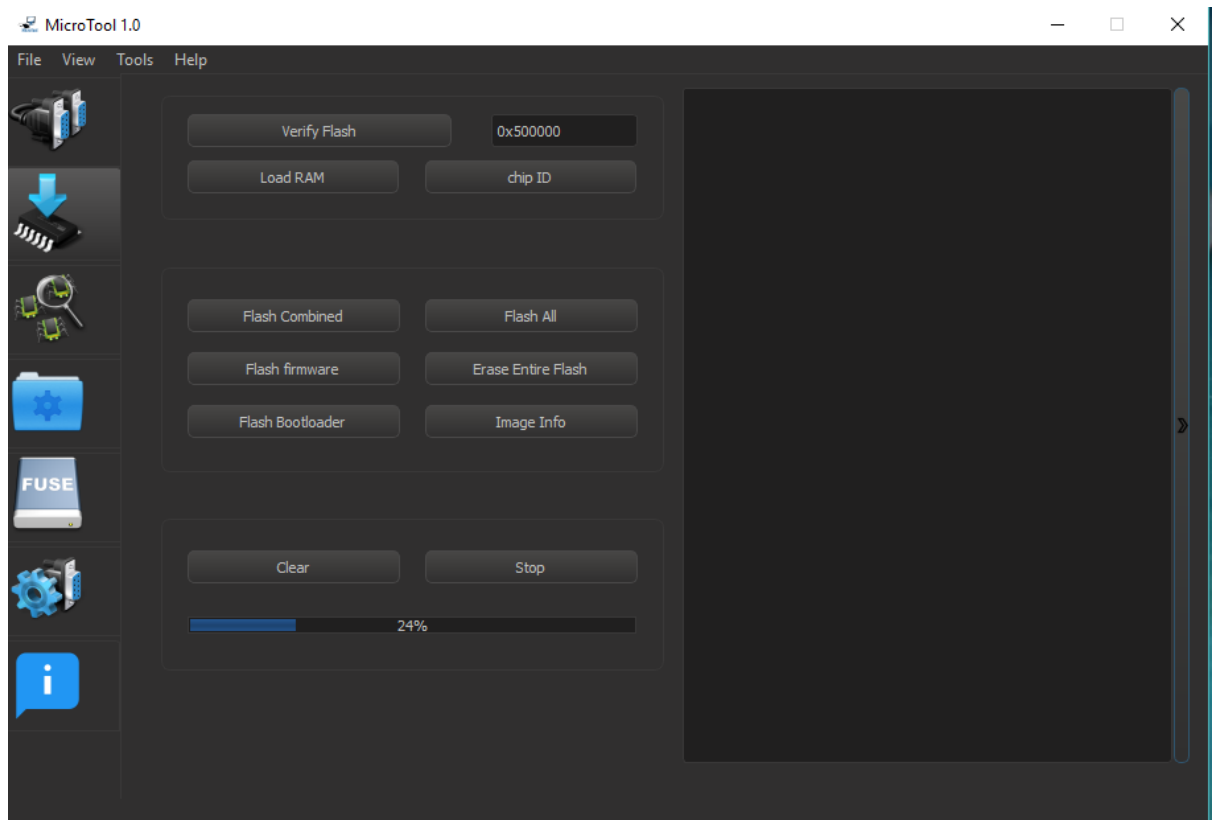 MicroTool 1.0
File View Tools Help
Verify Flash 0x500000
Load RAM chip ID
Flash Combined Flash All
Flash firmware Erase Entire Flash
Flash Bootloader Image Info
FUSE
Clear Stop
24%
i